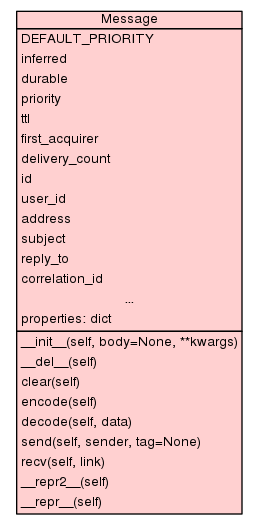 Message
DEFAULT_PRIORITY
inferred
durable
priority
ttl
first_acquirer
delivery_count
id
user_id
address
subject
reply_to
correlation_id
...
properties: dict
__init__(self, body=None, **kwargs)
__del__(self)
clear(self)
encode(self)
decode(self, data)
send(self, sender, tag=None)
recv(self, link)
__repr2__(self)
__repr__(self)